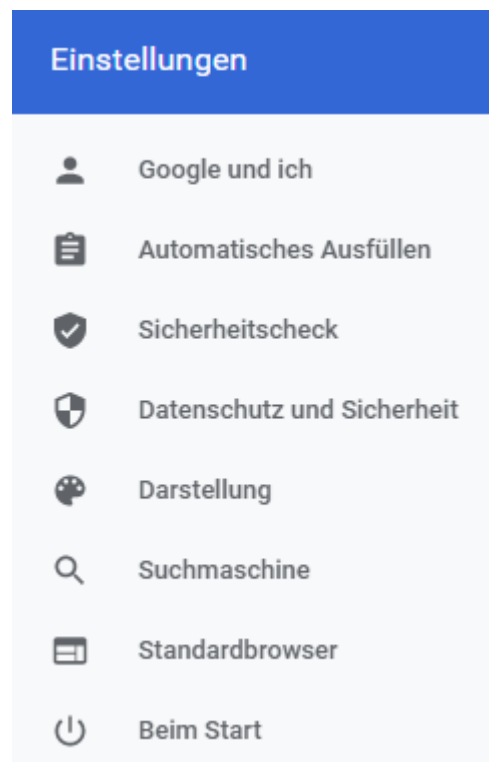 Einstellungen
Google und ich
Automatisches Ausfüllen
Sicherheitscheck
Datenschutz und Sicherheit
Darstellung
Suchmaschine
Standardbrowser
Beim Start